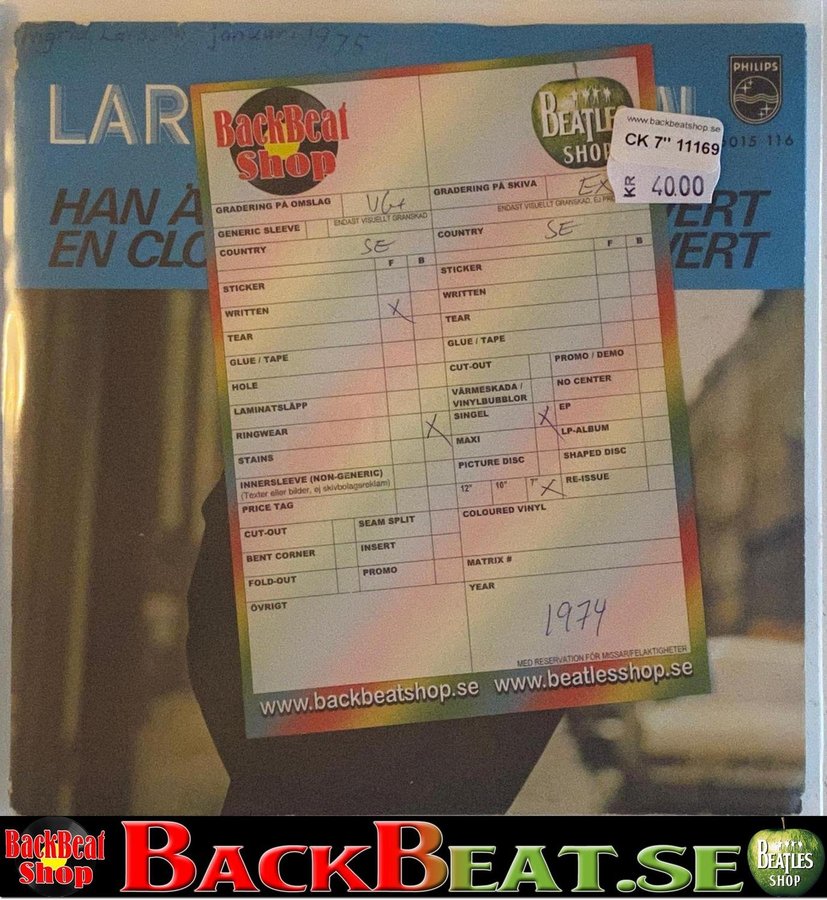 Ingrid Larsson januari 1975
LAR
N
PHILIPS
015 116
HAN Ä
VERT
EN CLO
VERT
BackBeat
Shop
BEATLES
SHOP
www.backbeatshop.se
CK 7" 11169
KR 40.00
GRADERING PÅ OMSLAG VG+
ENDAST VISUELLT GRANSKAD
GENERIC SLEEVE
COUNTRY SE
F B
STICKER
WRITTEN X
TEAR
GLUE / TAPE
HOLE
LAMINATSLÄPP
RINGWEAR X
STAINS
INNERSLEEVE (NON-GENERIC)
(Texter eller bilder, ej skivbolagsreklam)
PRICE TAG
CUT-OUT SEAM SPLIT
BENT CORNER INSERT
FOLD-OUT PROMO
ÖVRIGT
GRADERING PÅ SKIVA EX
ENDAST VISUELLT GRANSKAD, EJ
COUNTRY SE
F B
STICKER
WRITTEN
TEAR
GLUE / TAPE
CUT-OUT PROMO / DEMO
VÄRMESKADA / NO CENTER
VINYLBUBBLOR
SINGEL X EP
MAXI LP-ALBUM
PICTURE DISC SHAPED DISC
12" 10" 7" X RE-ISSUE
COLOURED VINYL
MATRIX #
YEAR
1974
MED RESERVATION FÖR MISSAR/FELAKTIGHETER
www.backbeatshop.se www.beatlesshop.se
BackBeat
Shop
BACKBEAT.SE
BEATLES
SHOP